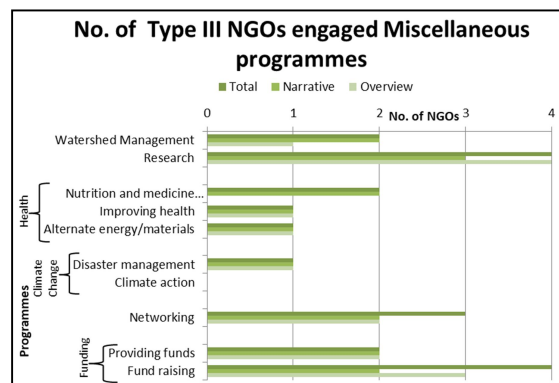 No. of Type III NGOs engaged Miscellaneous
programmes
Total Narrative Overview
0 1 2 3 4
No. of NGOs
Watershed Management
Research
Nutrition and medicine...
Improving health
Alternate energy/materials
Disaster management
Climate action
Networking
Providing funds
Fund raising
Health
Climate
Change
Funding
Programmes